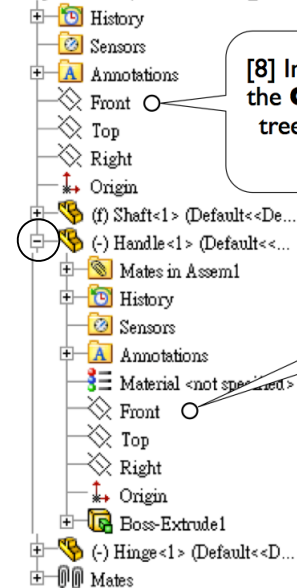 History
Sensors
Annotations
[8] In
the C
tree
Front
Top
Right
Origin
(f) Shaft<1> (Default<<De...
(-) Handle<1> (Default<<...
Mates in Assem1
History
Sensors
Annotations
Material <not specified>
Front
Top
Right
Origin
Boss-Extrude1
(-) Hinge<1> (Default<<D...
Mates